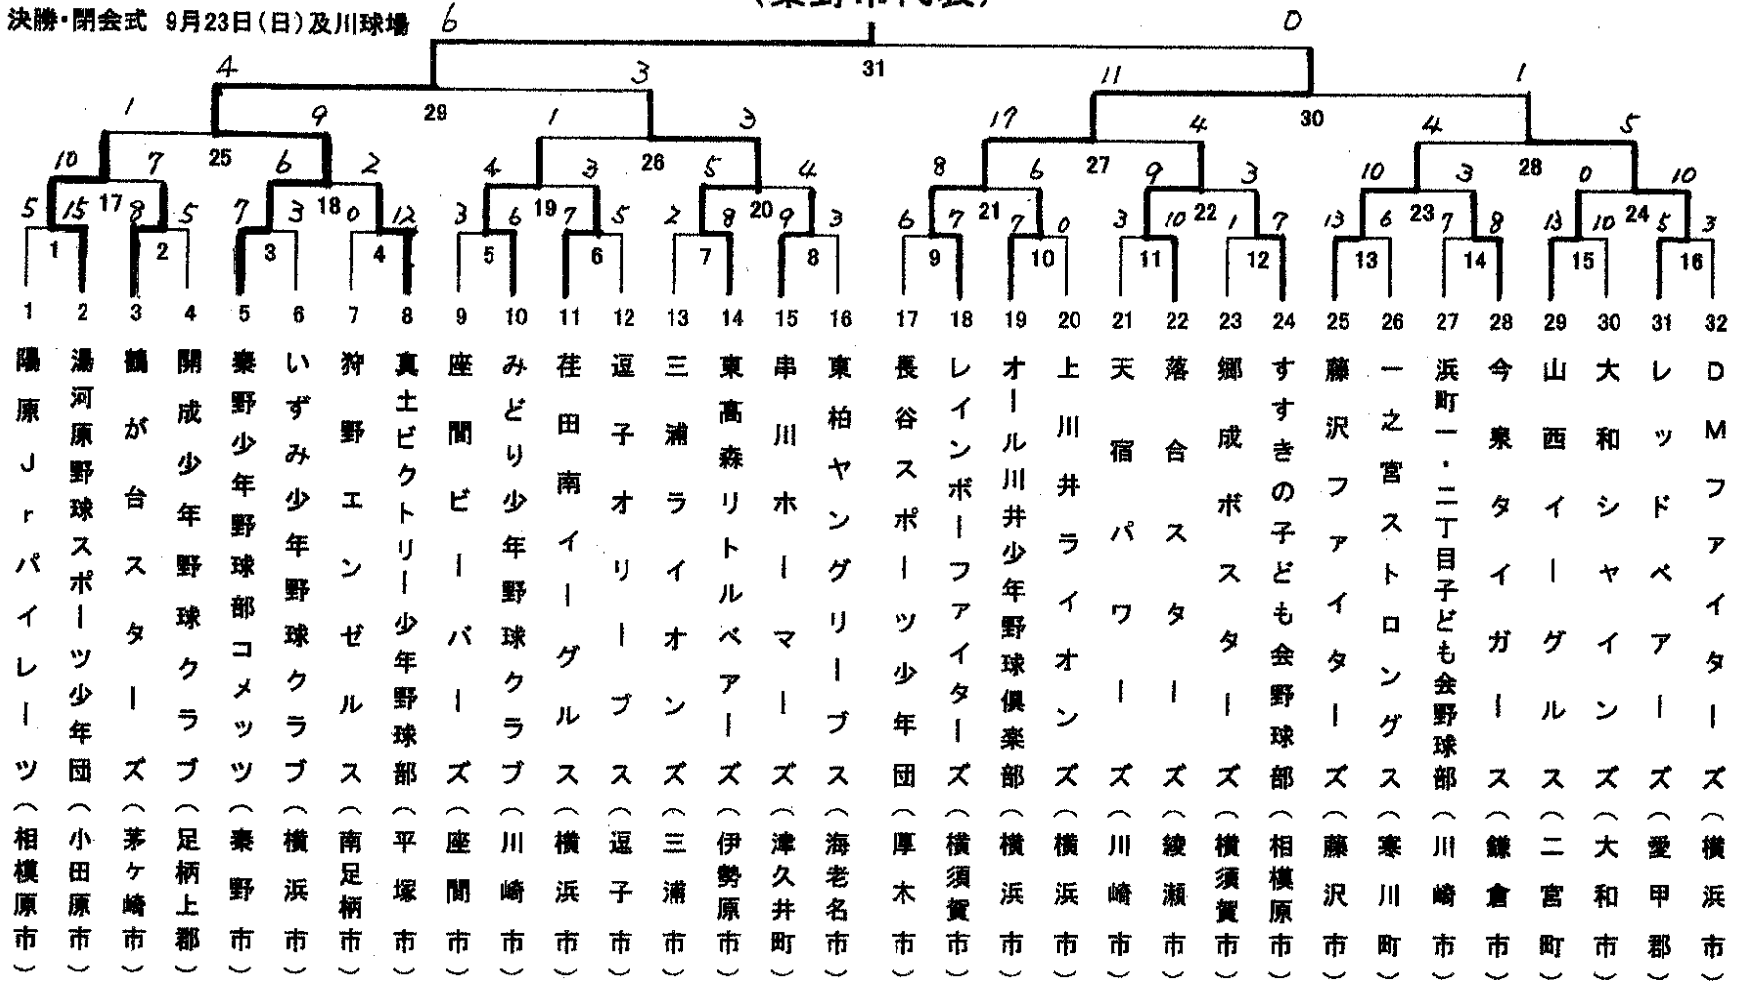 決勝・閉会式 9月23日(日)及川球場
(秦野市代表)
6 0
31
4 3 11 1
29 30
1 9 1 3 17 4 4 5
25 26 27 28
10 7 6 2 4 3 5 4 8 6 9 3 10 3 0 10
17 18 19 20 21 22 23 24
5 15 8 5 7 3 0 12 3 6 7 5 2 8 9 3 6 7 7 0 3 10 1 7 13 6 7 8 13 10 5 3
1 2 3 4 5 6 7 8 9 10 11 12 13 14 15 16
1 2 3 4 5 6 7 8 9 10 11 12 13 14 15 16 17 18 19 20 21 22 23 24 25 26 27 28 29 30 31 32
陽原Jrパイレーツ(相模原市)
湯河原野球スポーツ少年団(小田原市)
鶴が台スターズ(茅ヶ崎市)
開成少年野球クラブ(足柄上郡)
秦野少年野球部コメッツ(秦野市)
いずみ少年野球クラブ(横浜市)
狩野エンゼルス(南足柄市)
真土ビクトリー少年野球部(平塚市)
座間ビーバーズ(座間市)
みどり少年野球クラブ(川崎市)
荏田南イーグルス(横浜市)
逗子オリーブス(逗子市)
三浦ライオンズ(三浦市)
東高森リトルベアーズ(伊勢原市)
串川ホーマーズ(津久井町)
東柏ヤングリーブス(海老名市)
長谷スポーツ少年団(厚木市)
レインボーファイターズ(横須賀市)
オール川井少年野球倶楽部(横浜市)
上川井ライオンズ(横浜市)
天宿パワーズ(川崎市)
落合スターズ(綾瀬市)
郷成ボスターズ(横須賀市)
すすきの子ども会野球部(相模原市)
藤沢ファイターズ(藤沢市)
一之宮ストロングス(寒川町)
浜町一・二丁目子ども会野球部(川崎市)
今泉タイガース(鎌倉市)
山西イーグルス(二宮町)
大和シャインズ(大和市)
レッドベアーズ(愛甲郡)
DMファイターズ(横浜市)